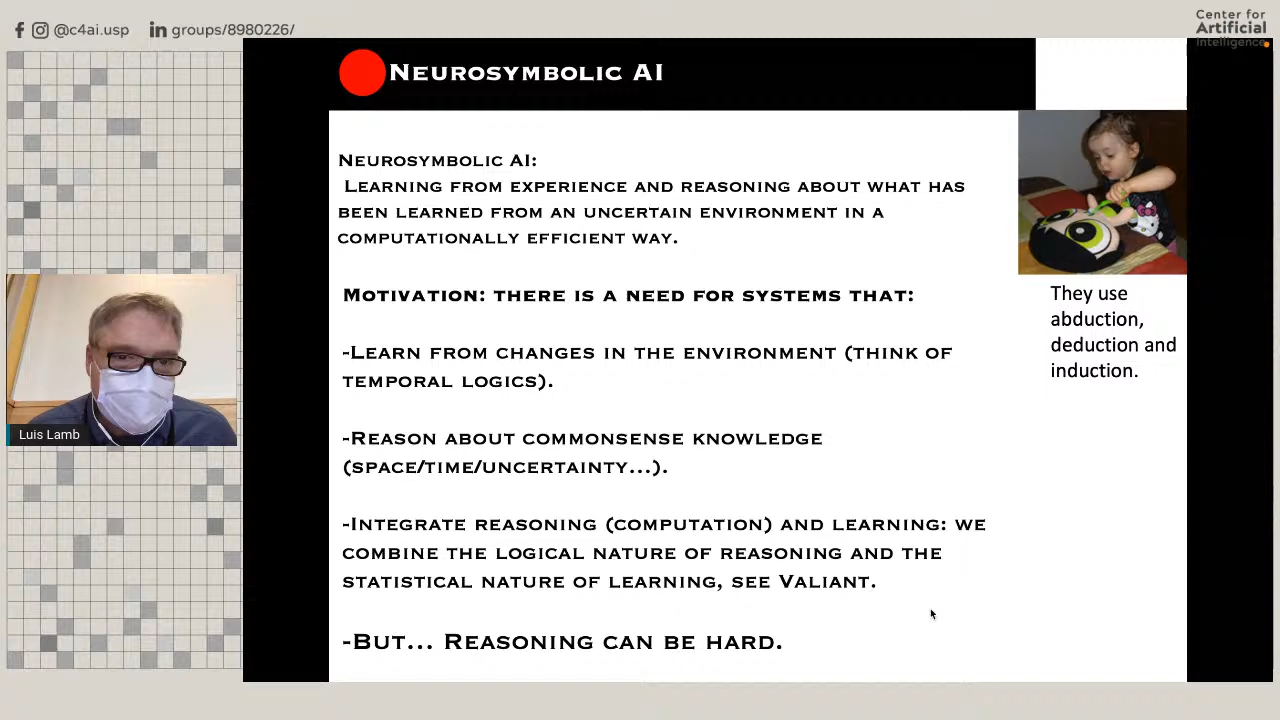 @c4ai.usp groups/8980226/
Center for
Artificial
Intelligence
NEUROSYMBOLIC AI
NEUROSYMBOLIC AI:
LEARNING FROM EXPERIENCE AND REASONING ABOUT WHAT HAS
BEEN LEARNED FROM AN UNCERTAIN ENVIRONMENT IN A
COMPUTATIONALLY EFFICIENT WAY.
MOTIVATION: THERE IS A NEED FOR SYSTEMS THAT:
-LEARN FROM CHANGES IN THE ENVIRONMENT (THINK OF
TEMPORAL LOGICS).
-REASON ABOUT COMMONSENSE KNOWLEDGE
(SPACE/TIME/UNCERTAINTY...).
-INTEGRATE REASONING (COMPUTATION) AND LEARNING: WE
COMBINE THE LOGICAL NATURE OF REASONING AND THE
STATISTICAL NATURE OF LEARNING, SEE VALIANT.
-BUT... REASONING CAN BE HARD.
They use
abduction,
deduction and
induction.
Luis Lamb